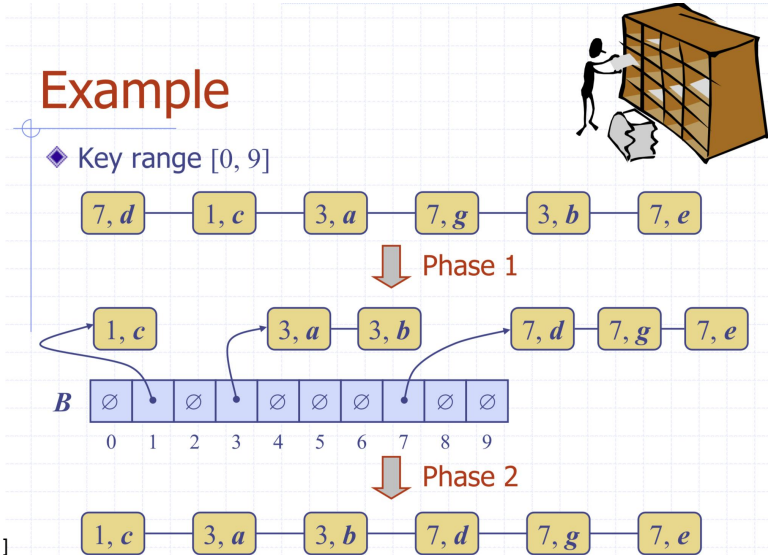 Example
Key range [0, 9]
7, d 1, c 3, a 7, g 3, b 7, e
Phase 1
1, c 3, a 3, b 7, d 7, g 7, e
B ∅ ∅ ∅ ∅ ∅ ∅ ∅
0 1 2 3 4 5 6 7 8 9
Phase 2
1, c 3, a 3, b 7, d 7, g 7, e
]